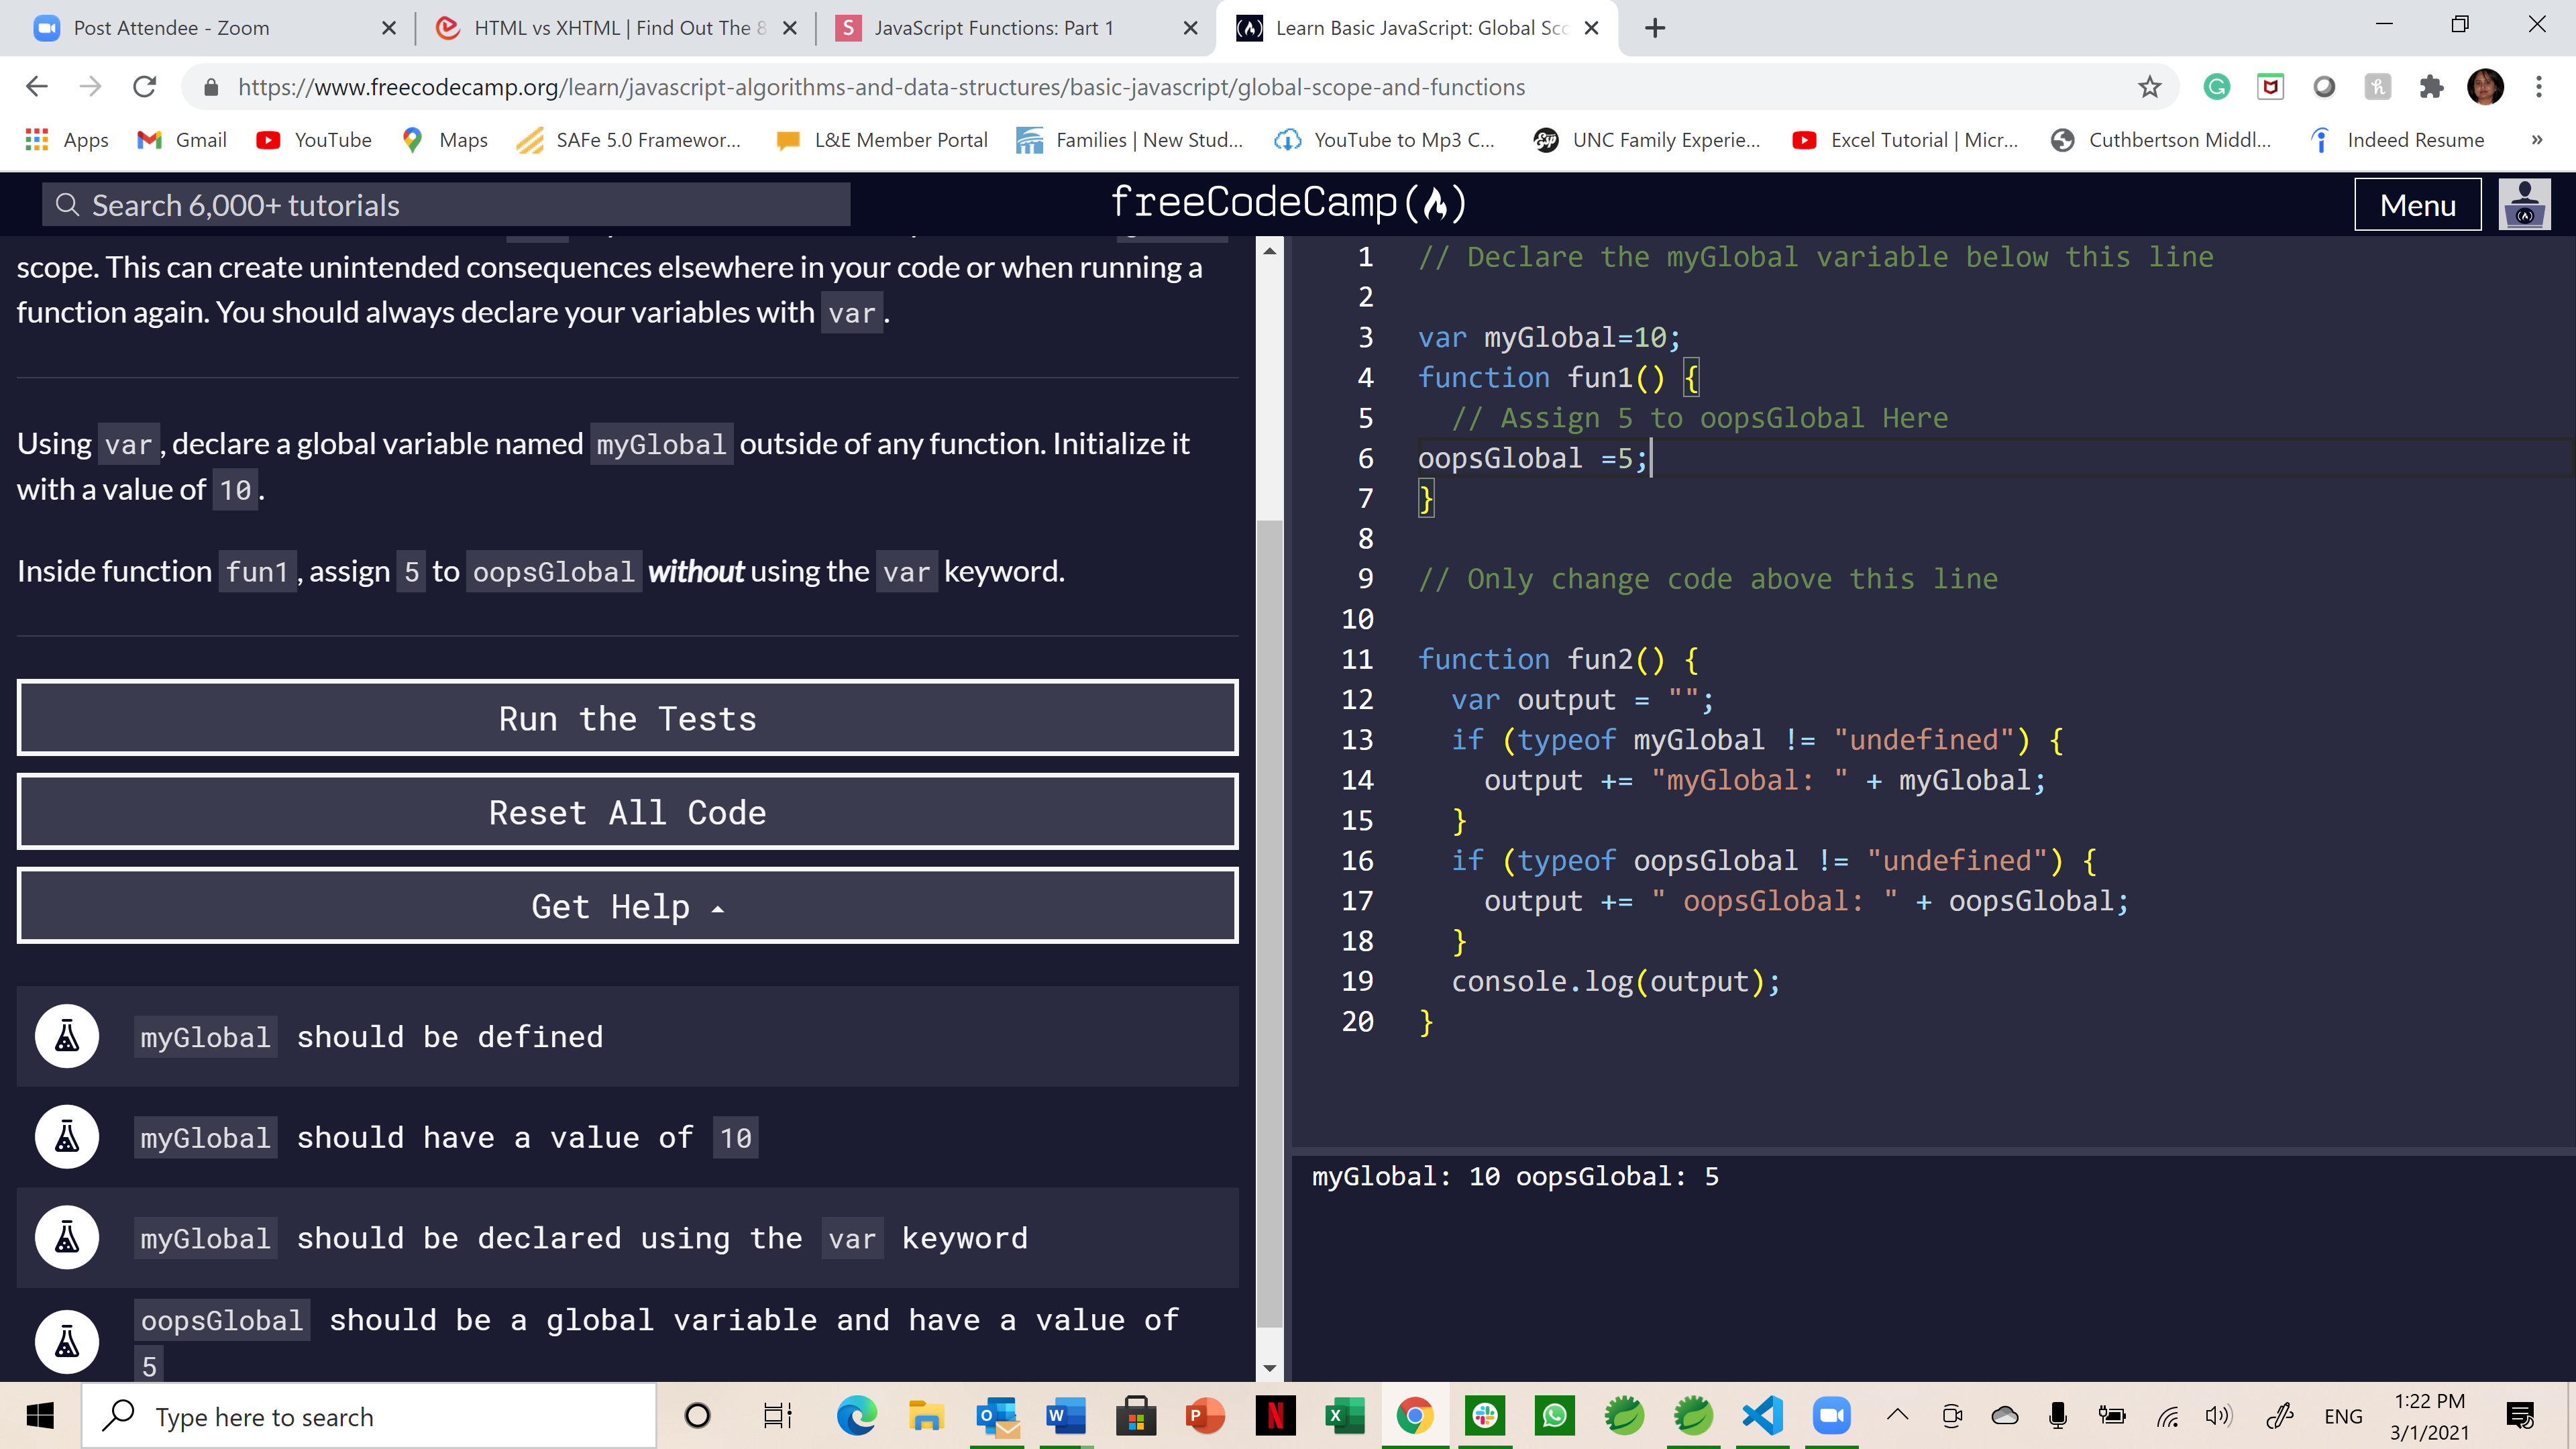 Post Attendee - Zoom
HTML vs XHTML | Find Out The 8
JavaScript Functions: Part 1
Learn Basic JavaScript: Global Sco
https://www.freecodecamp.org/learn/javascript-algorithms-and-data-structures/basic-javascript/global-scope-and-functions
Apps
Gmail
YouTube
Maps
SAFe 5.0 Framewor...
L&E Member Portal
Families | New Stud...
YouTube to Mp3 C...
UNC Family Experie...
Excel Tutorial | Micr...
Cuthbertson Middl...
Indeed Resume
»
Search 6,000+ tutorials
freeCodeCamp
Menu
scope. This can create unintended consequences elsewhere in your code or when running a
function again. You should always declare your variables with var.
Using var, declare a global variable named myGlobal outside of any function. Initialize it
with a value of 10.
Inside function fun1, assign 5 to oopsGlobal without using the var keyword.
Run the Tests
Reset All Code
Get Help
myGlobal should be defined
myGlobal should have a value of 10
myGlobal should be declared using the var keyword
oopsGlobal should be a global variable and have a value of
5
1 // Declare the myGlobal variable below this line
2
3 var myGlobal=10;
4 function fun1() {
5 // Assign 5 to oopsGlobal Here
6 oopsGlobal =5;
7 }
8
9 // Only change code above this line
10
11 function fun2() {
12 var output = "";
13 if (typeof myGlobal != "undefined") {
14 output += "myGlobal: " + myGlobal;
15 }
16 if (typeof oopsGlobal != "undefined") {
17 output += " oopsGlobal: " + oopsGlobal;
18 }
19 console.log(output);
20 }
myGlobal: 10 oopsGlobal: 5
Type here to search
ENG
1:22 PM
3/1/2021